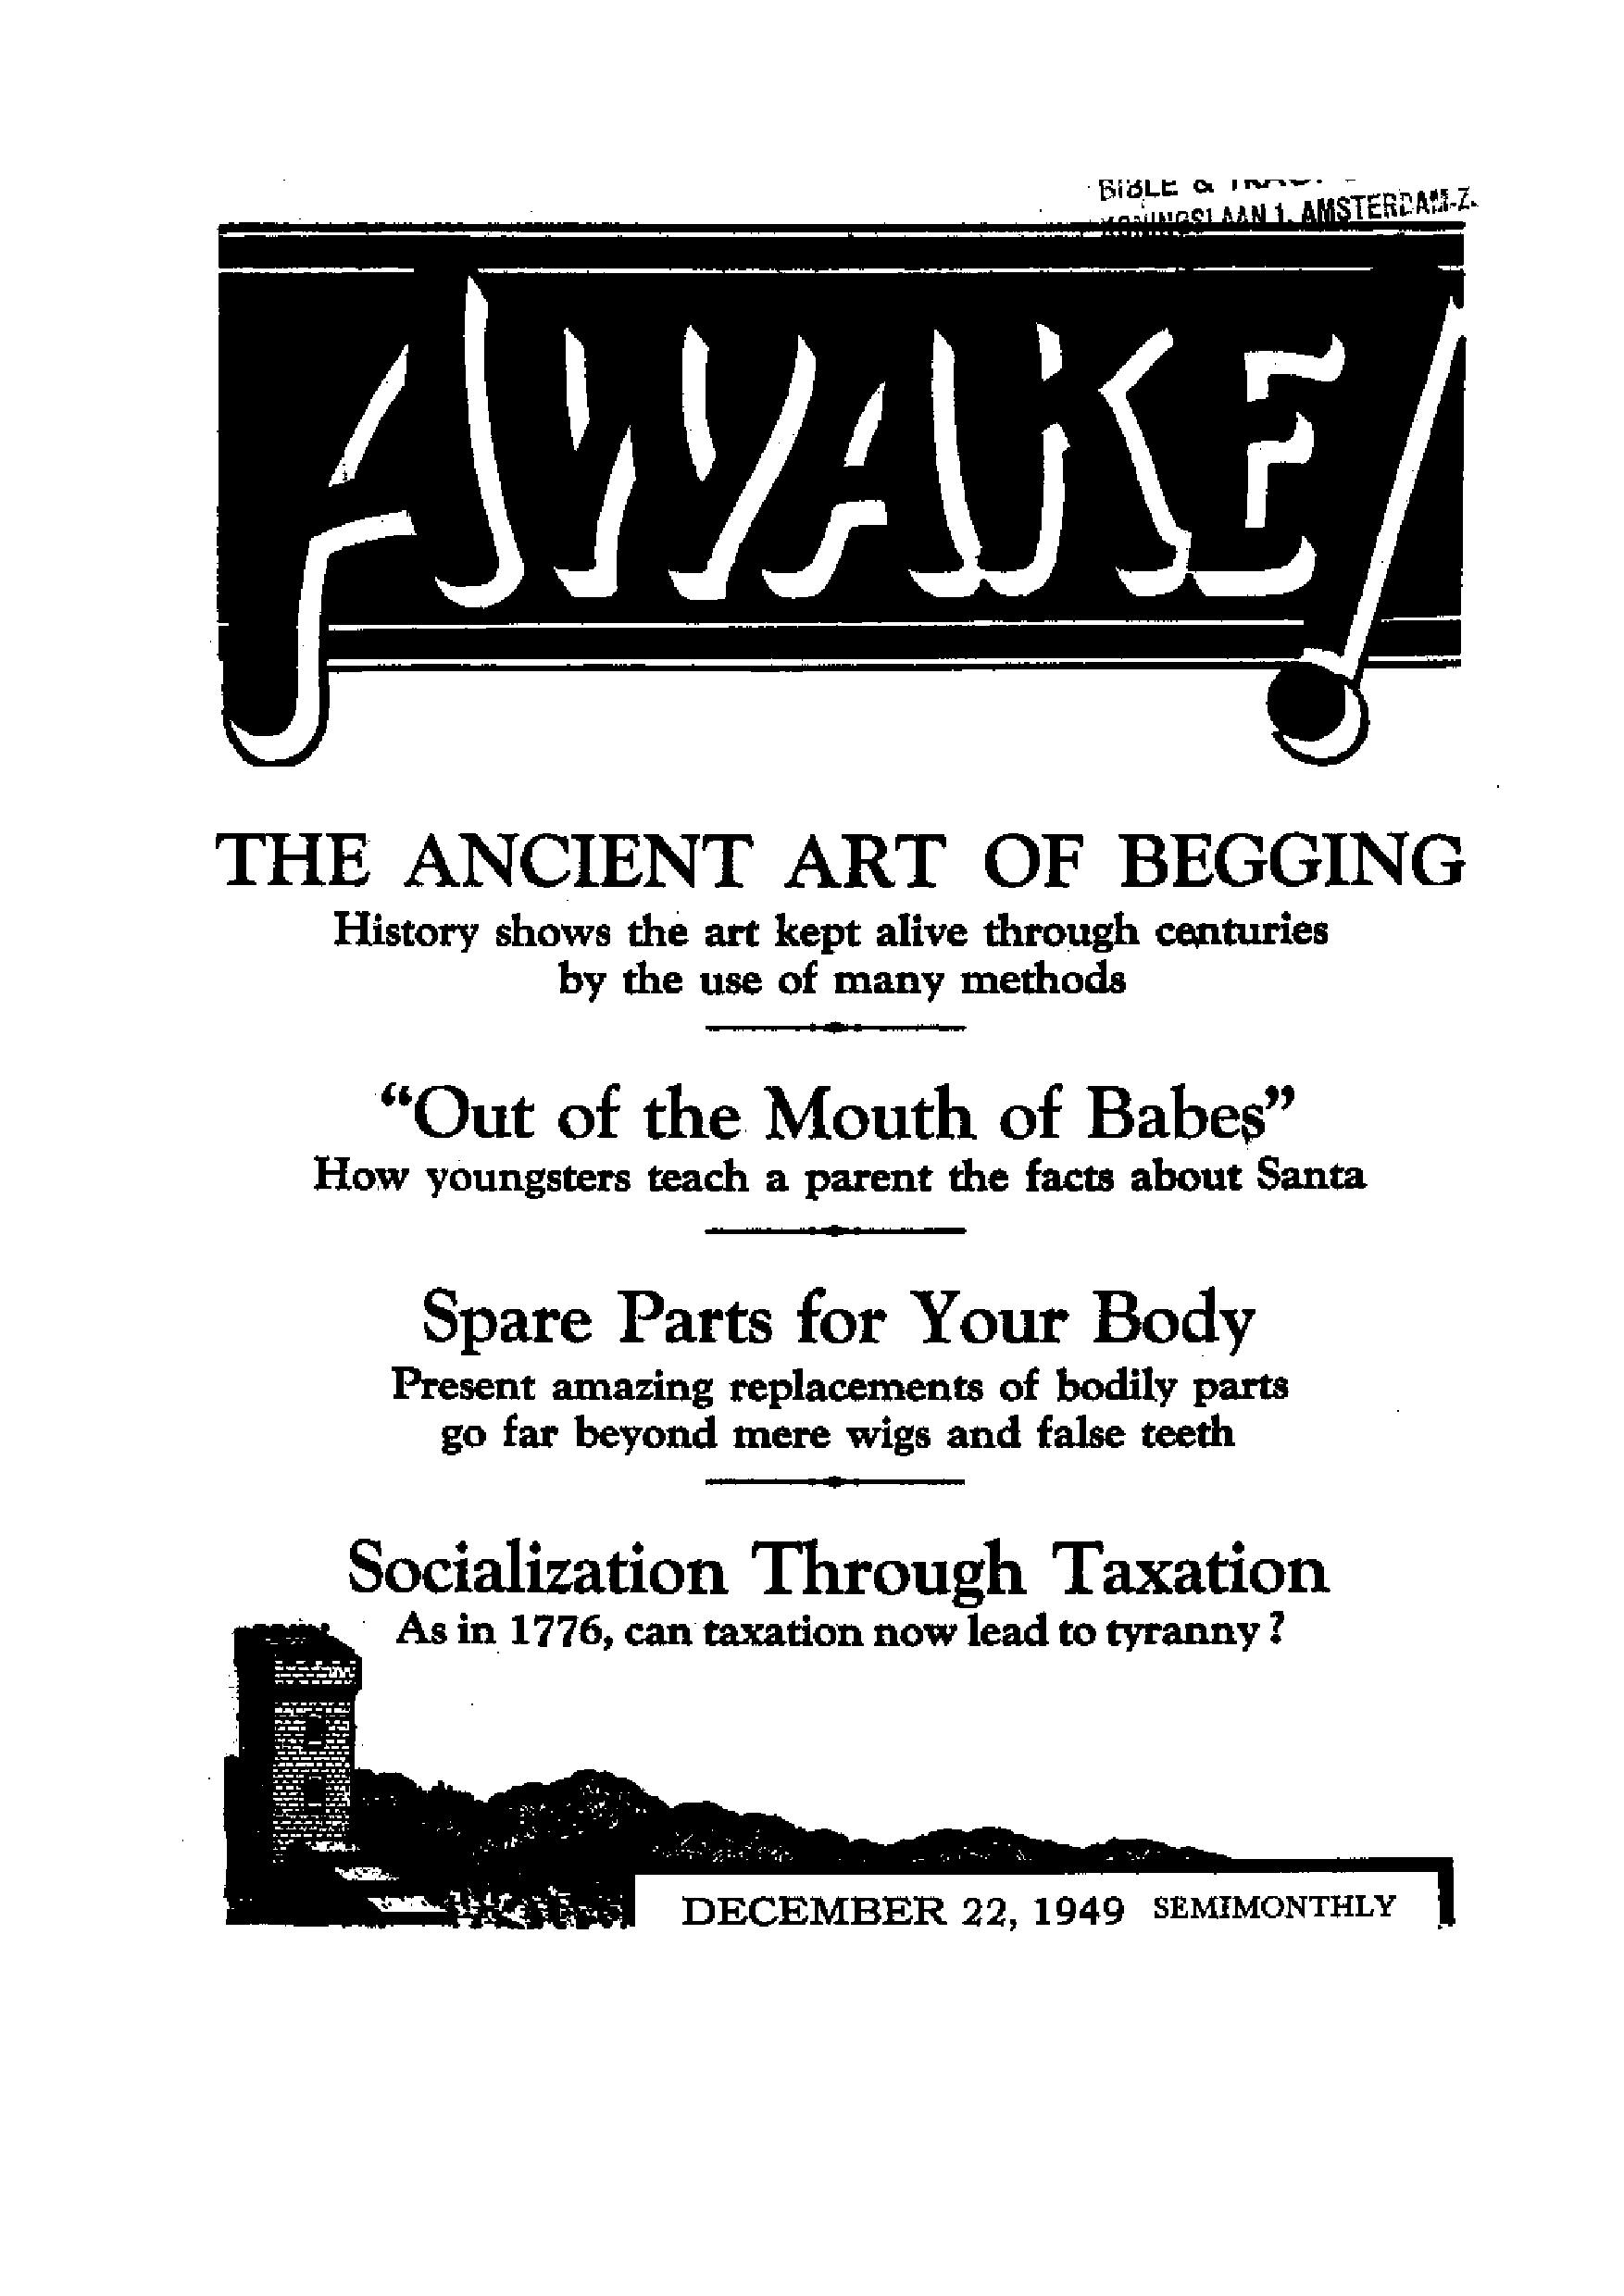 BIBLE &
1, AMSTERDAM-Z.
AWAKE!
THE ANCIENT ART OF BEGGING
History shows the art kept alive through centuries
by the use of many methods
“Out of the Mouth of Babes”
How youngsters teach a parent the facts about Santa
Spare Parts for Your Body
Present amazing replacements of bodily parts
go far beyond mere wigs and false teeth
Socialization Through Taxation
As in 1776, can taxation now lead to tyranny?
DECEMBER 22, 1949 SEMIMONTHLY